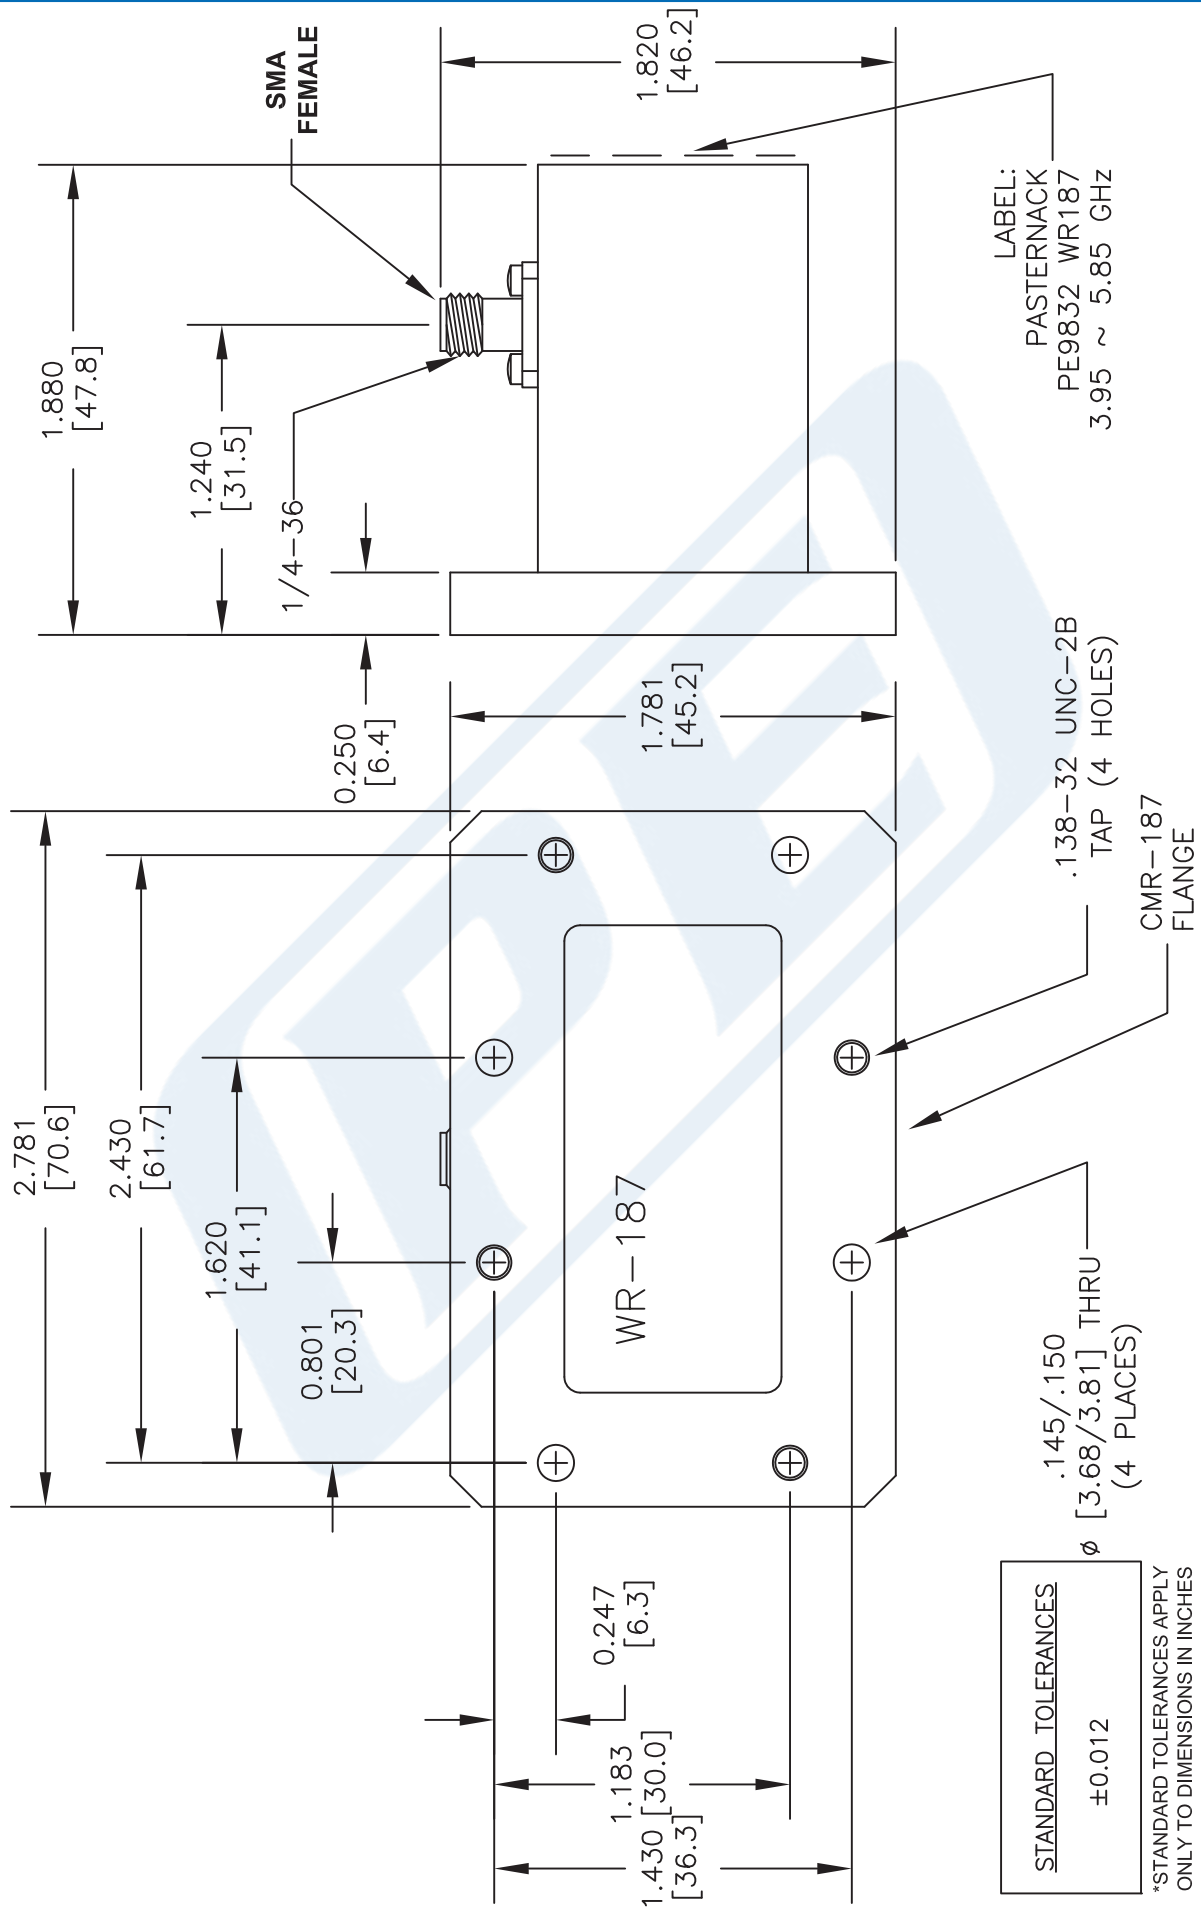 2.781
[70.6]
2.430
[61.7]
1.620
[41.1]
0.801
[20.3]
1.880
[47.8]
1.240
[31.5]
1/4-36
0.250
[6.4]
SMA
FEMALE
1.820
[46.2]
1.781
[45.2]
WR-187
0.247
[6.3]
1.183
[30.0]
1.430
[36.3]
LABEL:
PASTERNACK
PE9832 WR187
3.95 ~ 5.85 GHz
.138-32 UNC-2B
TAP (4 HOLES)
CMR-187
FLANGE
.145/.150
ø [3.68/3.81] THRU
(4 PLACES)
STANDARD TOLERANCES
±0.012
*STANDARD TOLERANCES APPLY
ONLY TO DIMENSIONS IN INCHES
PE